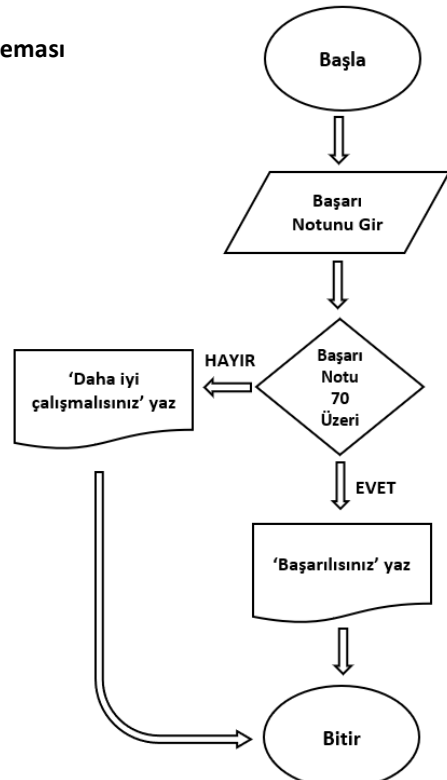 eması
Başla
Başarı
Notunu Gir
HAYIR
Başarı
Notu
70
Üzeri
‘Daha iyi
çalışmalısınız’ yaz
EVET
‘Başarılısınız’ yaz
Bitir